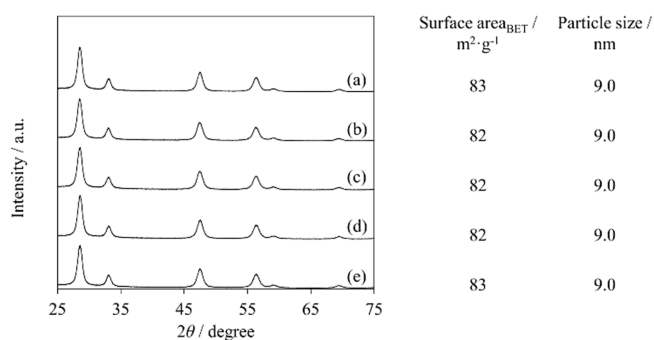 Surface area_BET / Particle size /
m²·g⁻¹ nm
(a) 83 9.0
(b) 82 9.0
(c) 82 9.0
(d) 82 9.0
(e) 83 9.0
Intensity / a.u.
25 35 45 55 65 75
2θ / degree